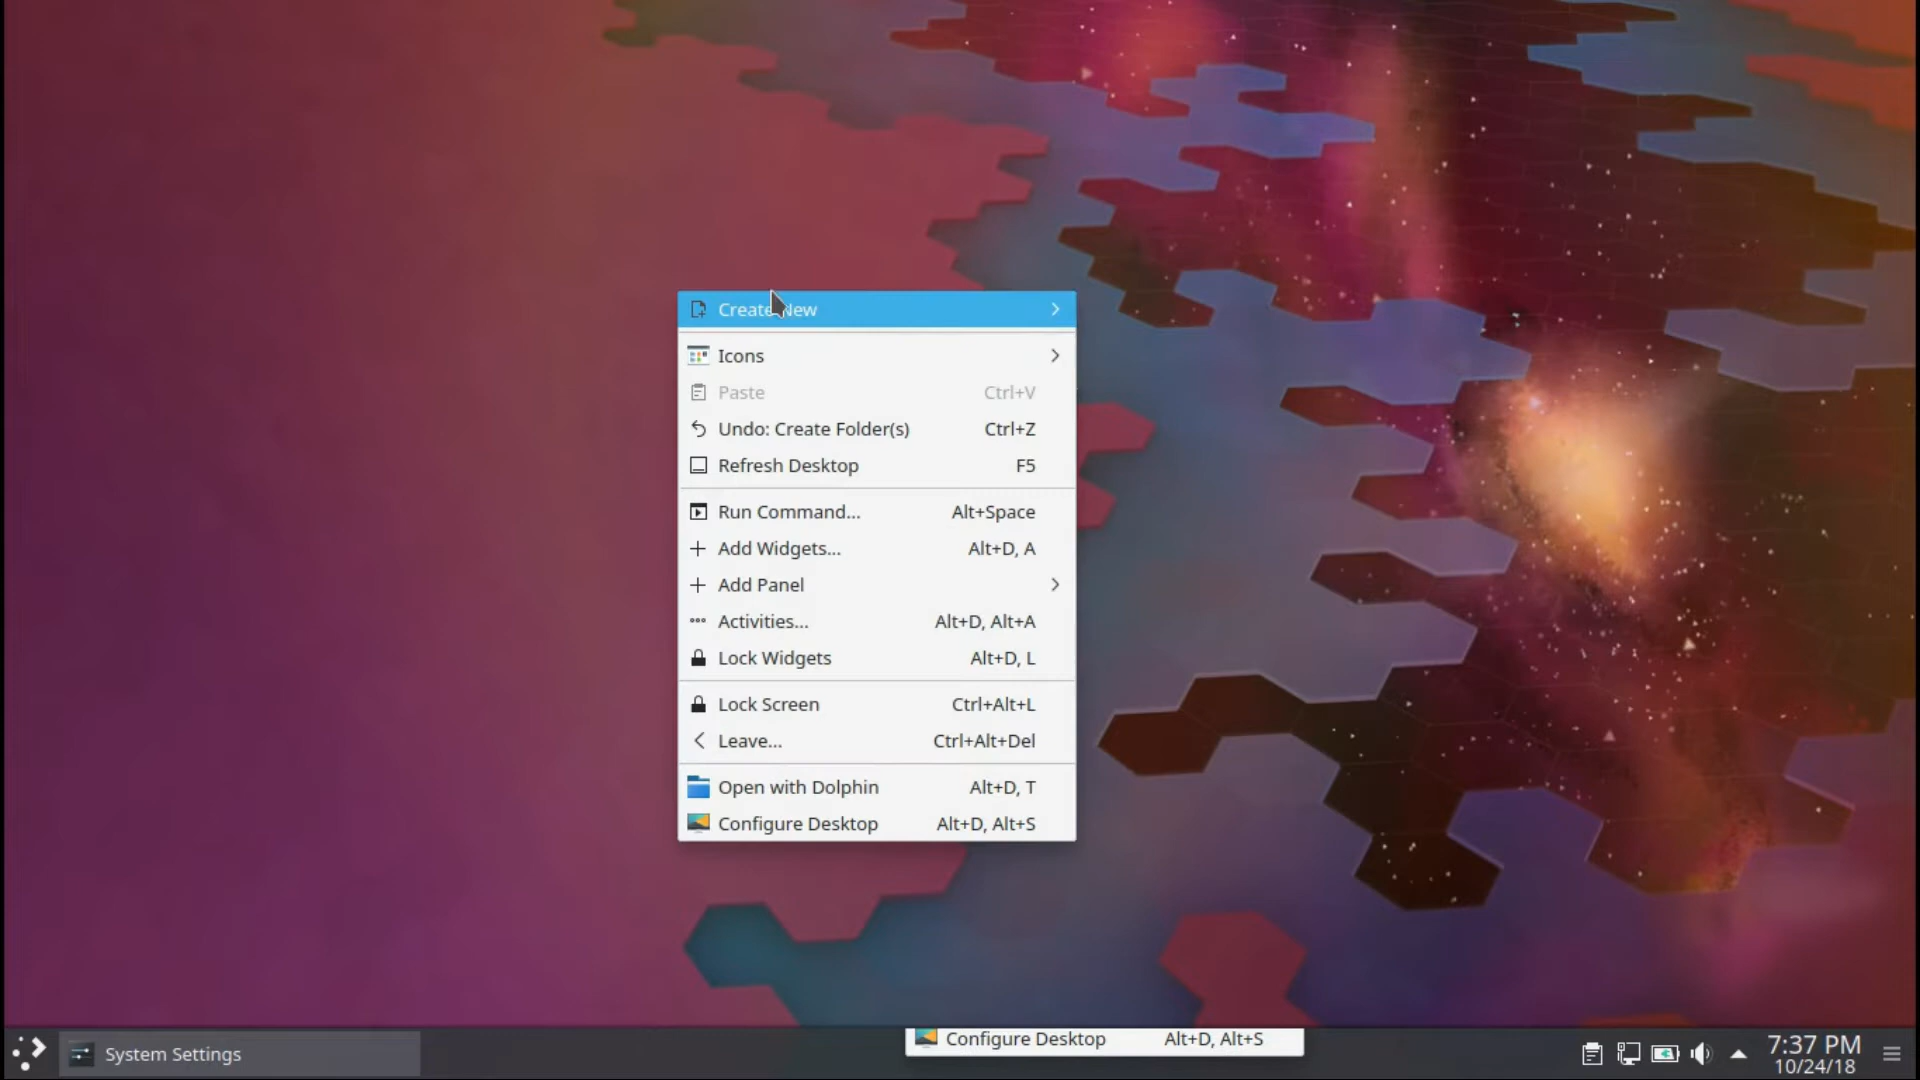 Create New
Icons
Paste Ctrl+V
Undo: Create Folder(s) Ctrl+Z
Refresh Desktop F5
Run Command... Alt+Space
Add Widgets... Alt+D, A
Add Panel
Activities... Alt+D, Alt+A
Lock Widgets Alt+D, L
Lock Screen Ctrl+Alt+L
Leave... Ctrl+Alt+Del
Open with Dolphin Alt+D, T
Configure Desktop Alt+D, Alt+S
System Settings
Configure Desktop Alt+D, Alt+S
7:37 PM
10/24/18